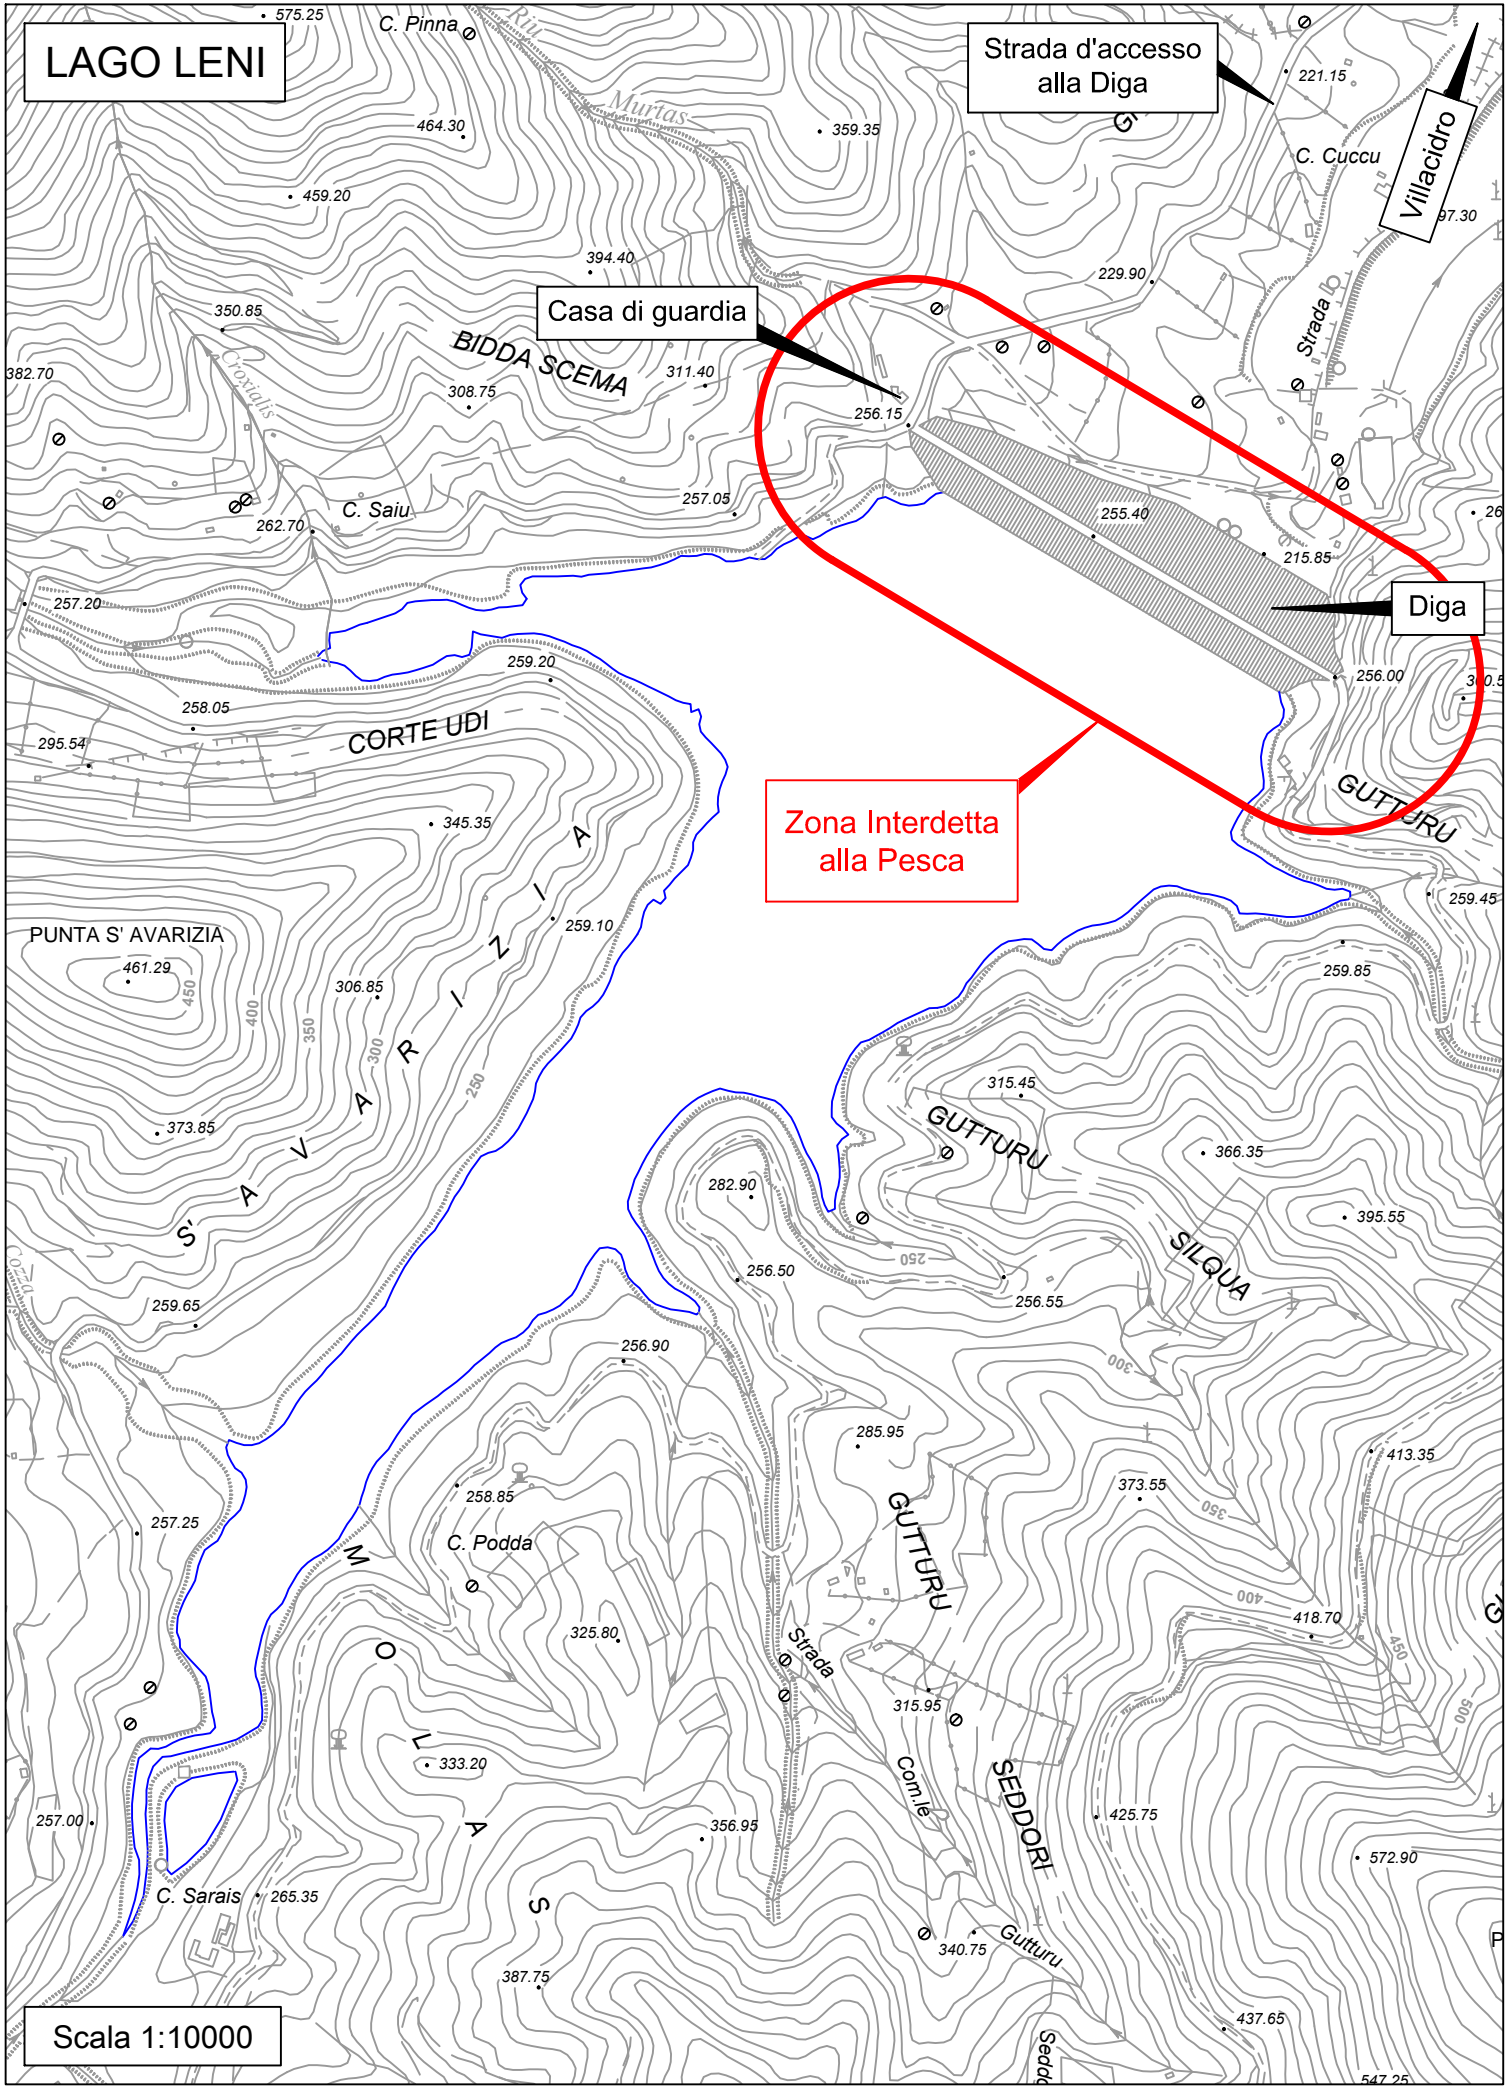 575.25
C. Pinna
Riu
LAGO LENI
Strada d'accesso
alla Diga
221.15
Murtas
464.30
359.35
G
C. Cuccu
Villacidro
97.30
459.20
394.40
229.90
350.85
Casa di guardia
Strada
BIDDA SCEMA
382.70
Croxialis
311.40
308.75
256.15
257.05
C. Saiu
262.70
255.40
26
215.85
257.20
Diga
259.20
256.00
360.5
258.05
CORTE UDI
295.54
GUTTURU
Zona Interdetta
alla Pesca
345.35
259.45
259.10
PUNTA S' AVARIZIA
461.29
259.85
306.85
450
400
350
300
250
S' AVARIZIA
315.45
GUTTURU
373.85
366.35
282.90
395.55
SILQUA
250
Cozza
256.50
256.55
259.65
256.90
300
285.95
413.35
258.85
373.55
350
257.25
C. Podda
GUTTURU
400
418.70
325.80
Strada
450
315.95
500
MOLAS
333.20
Com.le
SEDDORI
257.00
356.95
425.75
572.90
C. Sarais
265.35
340.75
Gutturu
P
387.75
Scala 1:10000
437.65
Seddo
547.25